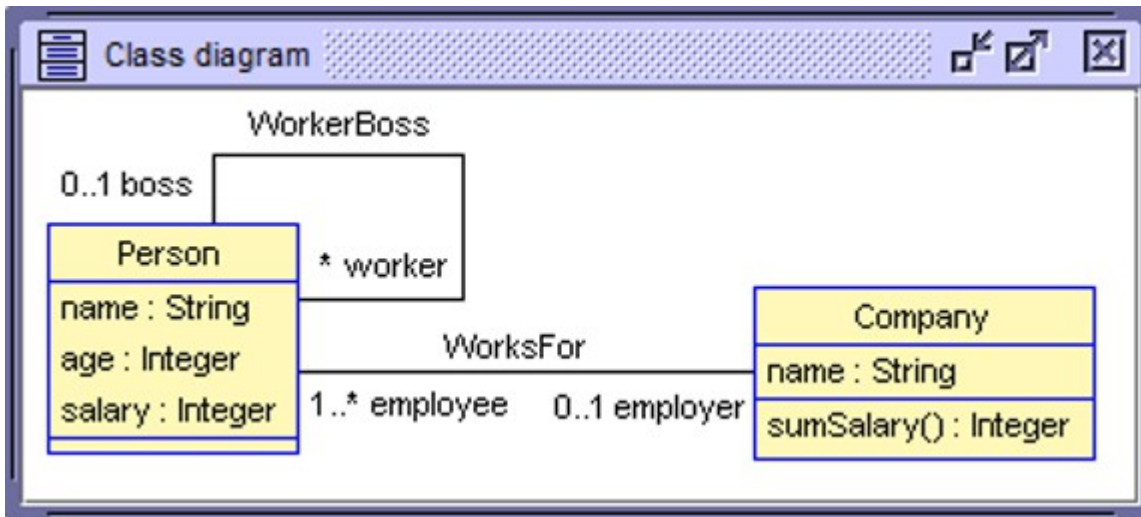 Class diagram
WorkerBoss
0..1 boss
Person
* worker
name : String
age : Integer
salary : Integer
WorksFor
1..* employee
0..1 employer
Company
name : String
sumSalary() : Integer